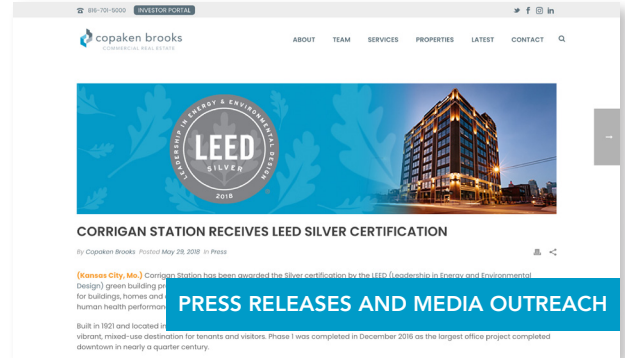 816-701-5000 INVESTOR PORTAL
copaken brooks
COMMERCIAL REAL ESTATE
ABOUT TEAM SERVICES PROPERTIES LATEST CONTACT
LEADERSHIP IN ENERGY & ENVIRONMENTAL DESIGN
LEED
SILVER
2018
CORRIGAN STATION RECEIVES LEED SILVER CERTIFICATION
By Copaken Brooks Posted May 29, 2018 In Press
(Kansas City, Mo.) Corrigan Station has been awarded the Silver certification by the LEED (Leadership in Energy and Environmental
Design) green building pr
for buildings, homes and
human health performan
PRESS RELEASES AND MEDIA OUTREACH
Built in 1921 and located in
vibrant, mixed-use destination for tenants and visitors. Phase 1 was completed in December 2016 as the largest office project completed
downtown in nearly a quarter century.